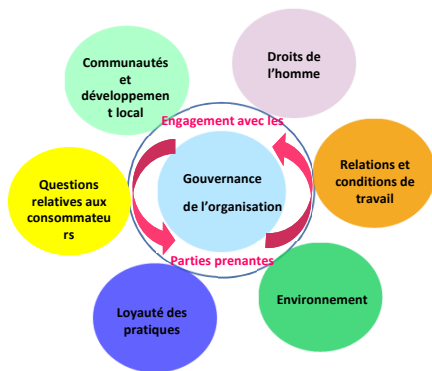 Droits de
l'homme
Communautés
et
développemen
t local
Engagement avec les
Relations et
conditions de
travail
Gouvernance
de l'organisation
Questions
relatives aux
consommateu
rs
Parties prenantes
Environnement
Loyauté des
pratiques